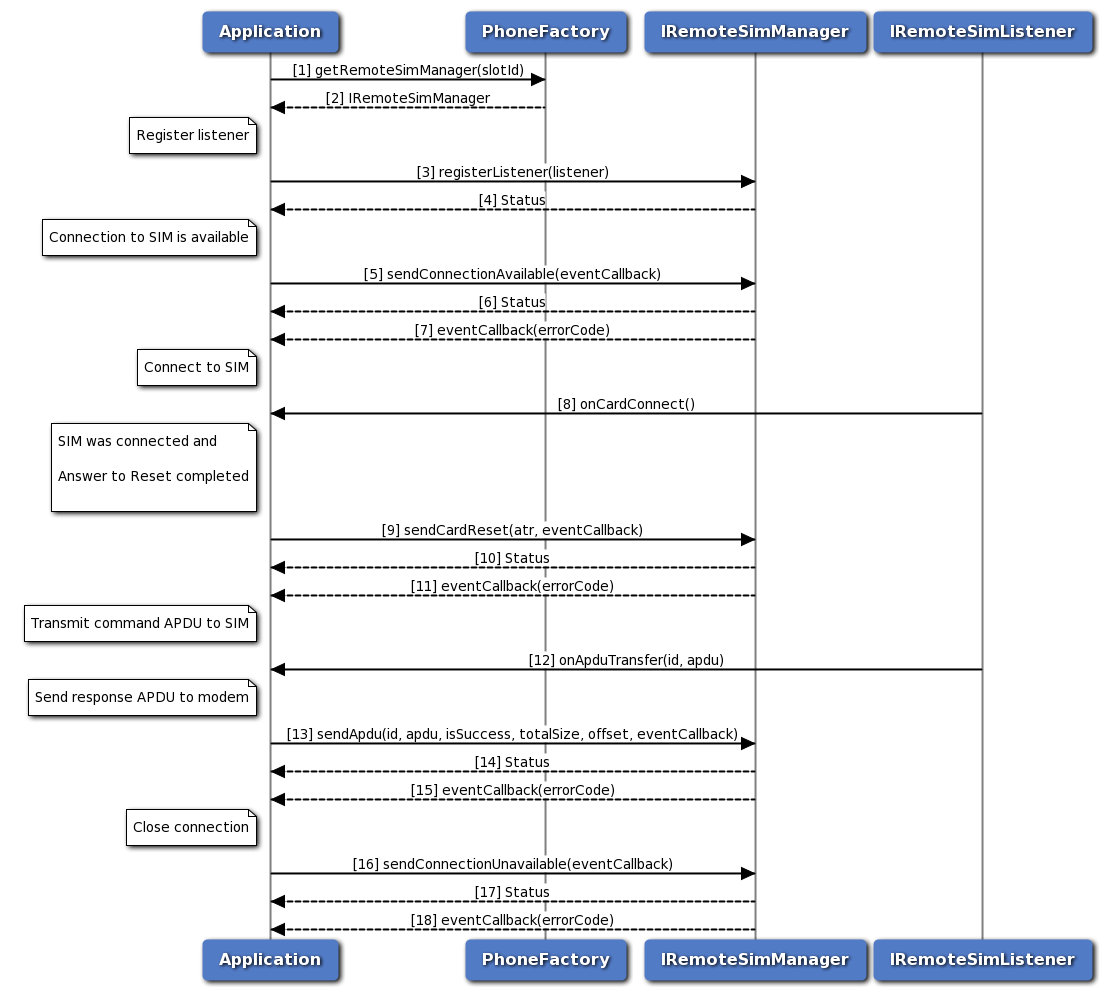 Application
PhoneFactory
IRemoteSimManager
IRemoteSimListener
[1] getRemoteSimManager(slotId)
[2] IRemoteSimManager
Register listener
[3] registerListener(listener)
[4] Status
Connection to SIM is available
[5] sendConnectionAvailable(eventCallback)
[6] Status
[7] eventCallback(errorCode)
Connect to SIM
[8] onCardConnect()
SIM was connected and
Answer to Reset completed
[9] sendCardReset(atr, eventCallback)
[10] Status
[11] eventCallback(errorCode)
Transmit command APDU to SIM
[12] onApduTransfer(id, apdu)
Send response APDU to modem
[13] sendApdu(id, apdu, isSuccess, totalSize, offset, eventCallback)
[14] Status
[15] eventCallback(errorCode)
Close connection
[16] sendConnectionUnavailable(eventCallback)
[17] Status
[18] eventCallback(errorCode)
Application
PhoneFactory
IRemoteSimManager
IRemoteSimListener